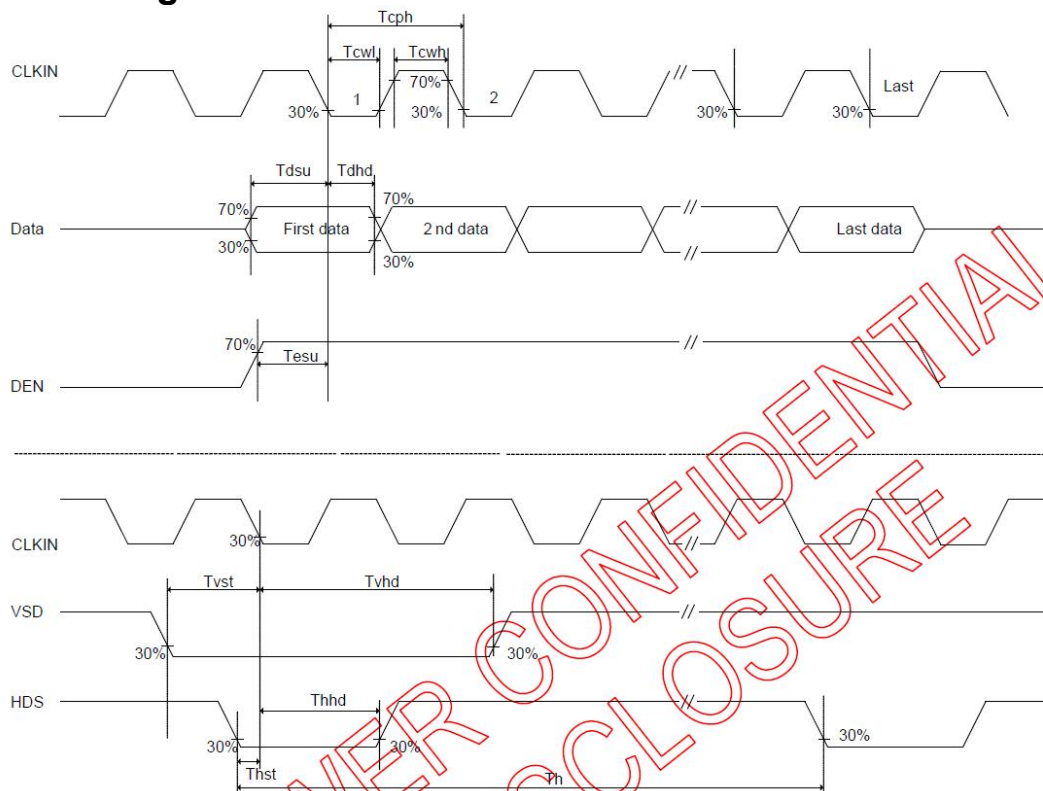 Tcph
Tcwl Tcwh
CLKIN
70%
30% 1 30% 2 30% 30% Last
Tdsu Tdhd
70% 70%
Data First data 2 nd data Last data
30% 30%
70%
Tesu
DEN
30%
CLKIN
Tvst Tvhd
VSD
30% 30%
HDS Thhd
30% 30% 30%
Thst
Th
VER CONFIDENTIAL
CLOSURE